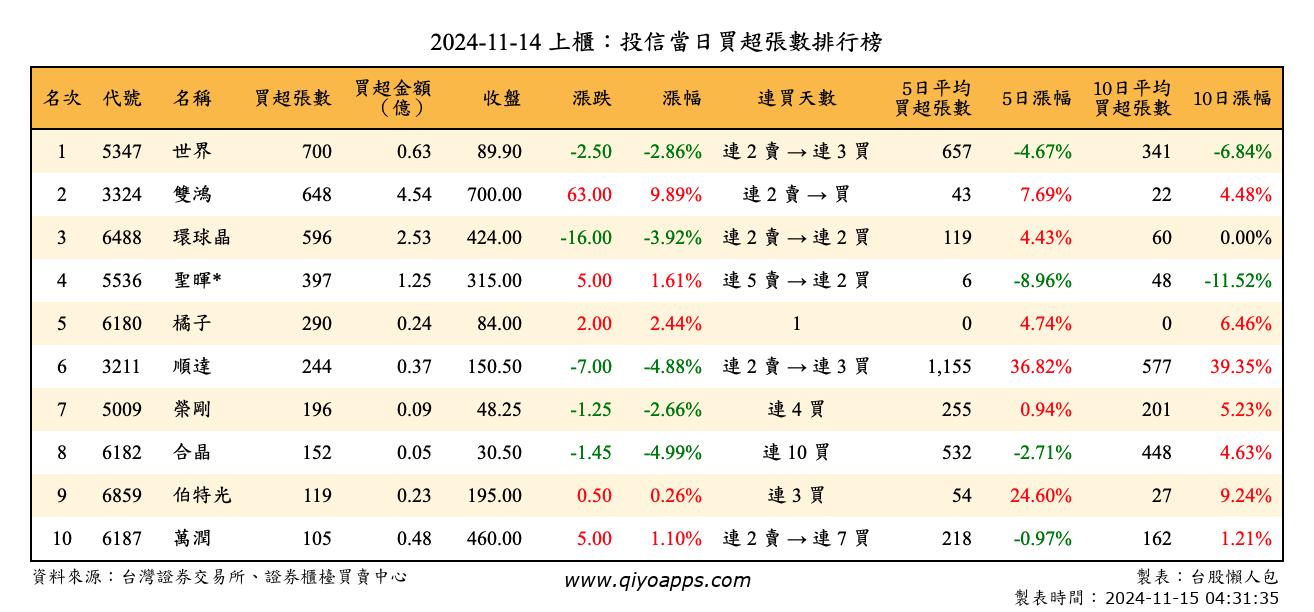 2024-11-14 上櫃：投信當日買超張數排行榜
名次 代號 名稱 買超張數 買超金額（億） 收盤 漲跌 漲幅 連買天數 5日平均買超張數 5日漲幅 10日平均買超張數 10日漲幅
1 5347 世界 700 0.63 89.90 -2.50 -2.86% 連 2 賣 → 連 3 買 657 -4.67% 341 -6.84%
2 3324 雙鴻 648 4.54 700.00 63.00 9.89% 連 2 賣 → 買 43 7.69% 22 4.48%
3 6488 環球晶 596 2.53 424.00 -16.00 -3.92% 連 2 賣 → 連 2 買 119 4.43% 60 0.00%
4 5536 聖暉* 397 1.25 315.00 5.00 1.61% 連 5 賣 → 連 2 買 6 -8.96% 48 -11.52%
5 6180 橘子 290 0.24 84.00 2.00 2.44% 1 0 4.74% 0 6.46%
6 3211 順達 244 0.37 150.50 -7.00 -4.88% 連 2 賣 → 連 3 買 1,155 36.82% 577 39.35%
7 5009 榮剛 196 0.09 48.25 -1.25 -2.66% 連 4 買 255 0.94% 201 5.23%
8 6182 合晶 152 0.05 30.50 -1.45 -4.99% 連 10 買 532 -2.71% 448 4.63%
9 6859 伯特光 119 0.23 195.00 0.50 0.26% 連 3 買 54 24.60% 27 9.24%
10 6187 萬潤 105 0.48 460.00 5.00 1.10% 連 2 賣 → 連 7 買 218 -0.97% 162 1.21%
資料來源：台灣證券交易所、證券櫃檯買賣中心 www.qiyoapps.com 製表：台股懶人包
製表時間：2024-11-15 04:31:35